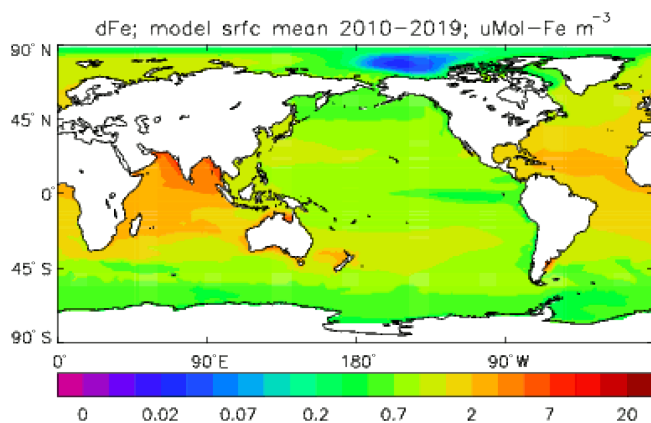 dFe; model srfc mean 2010-2019; uMol-Fe m⁻³
90° N
45° N
0°
45° S
90° S
0° 90° E 180° 90° W
0 0.02 0.07 0.2 0.7 2 7 20